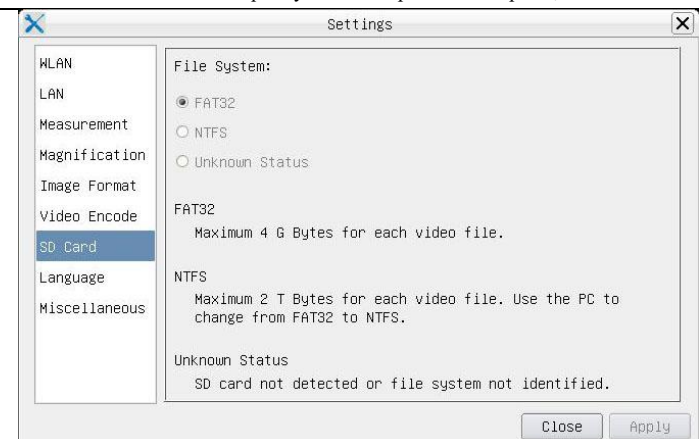 Settings
WLAN
LAN
Measurement
Magnification
Image Format
Video Encode
SD Card
Language
Miscellaneous
File System:
FAT32
NTFS
Unknown Status
FAT32
Maximum 4 G Bytes for each video file.
NTFS
Maximum 2 T Bytes for each video file. Use the PC to
change from FAT32 to NTFS.
Unknown Status
SD card not detected or file system not identified.
Close
Apply